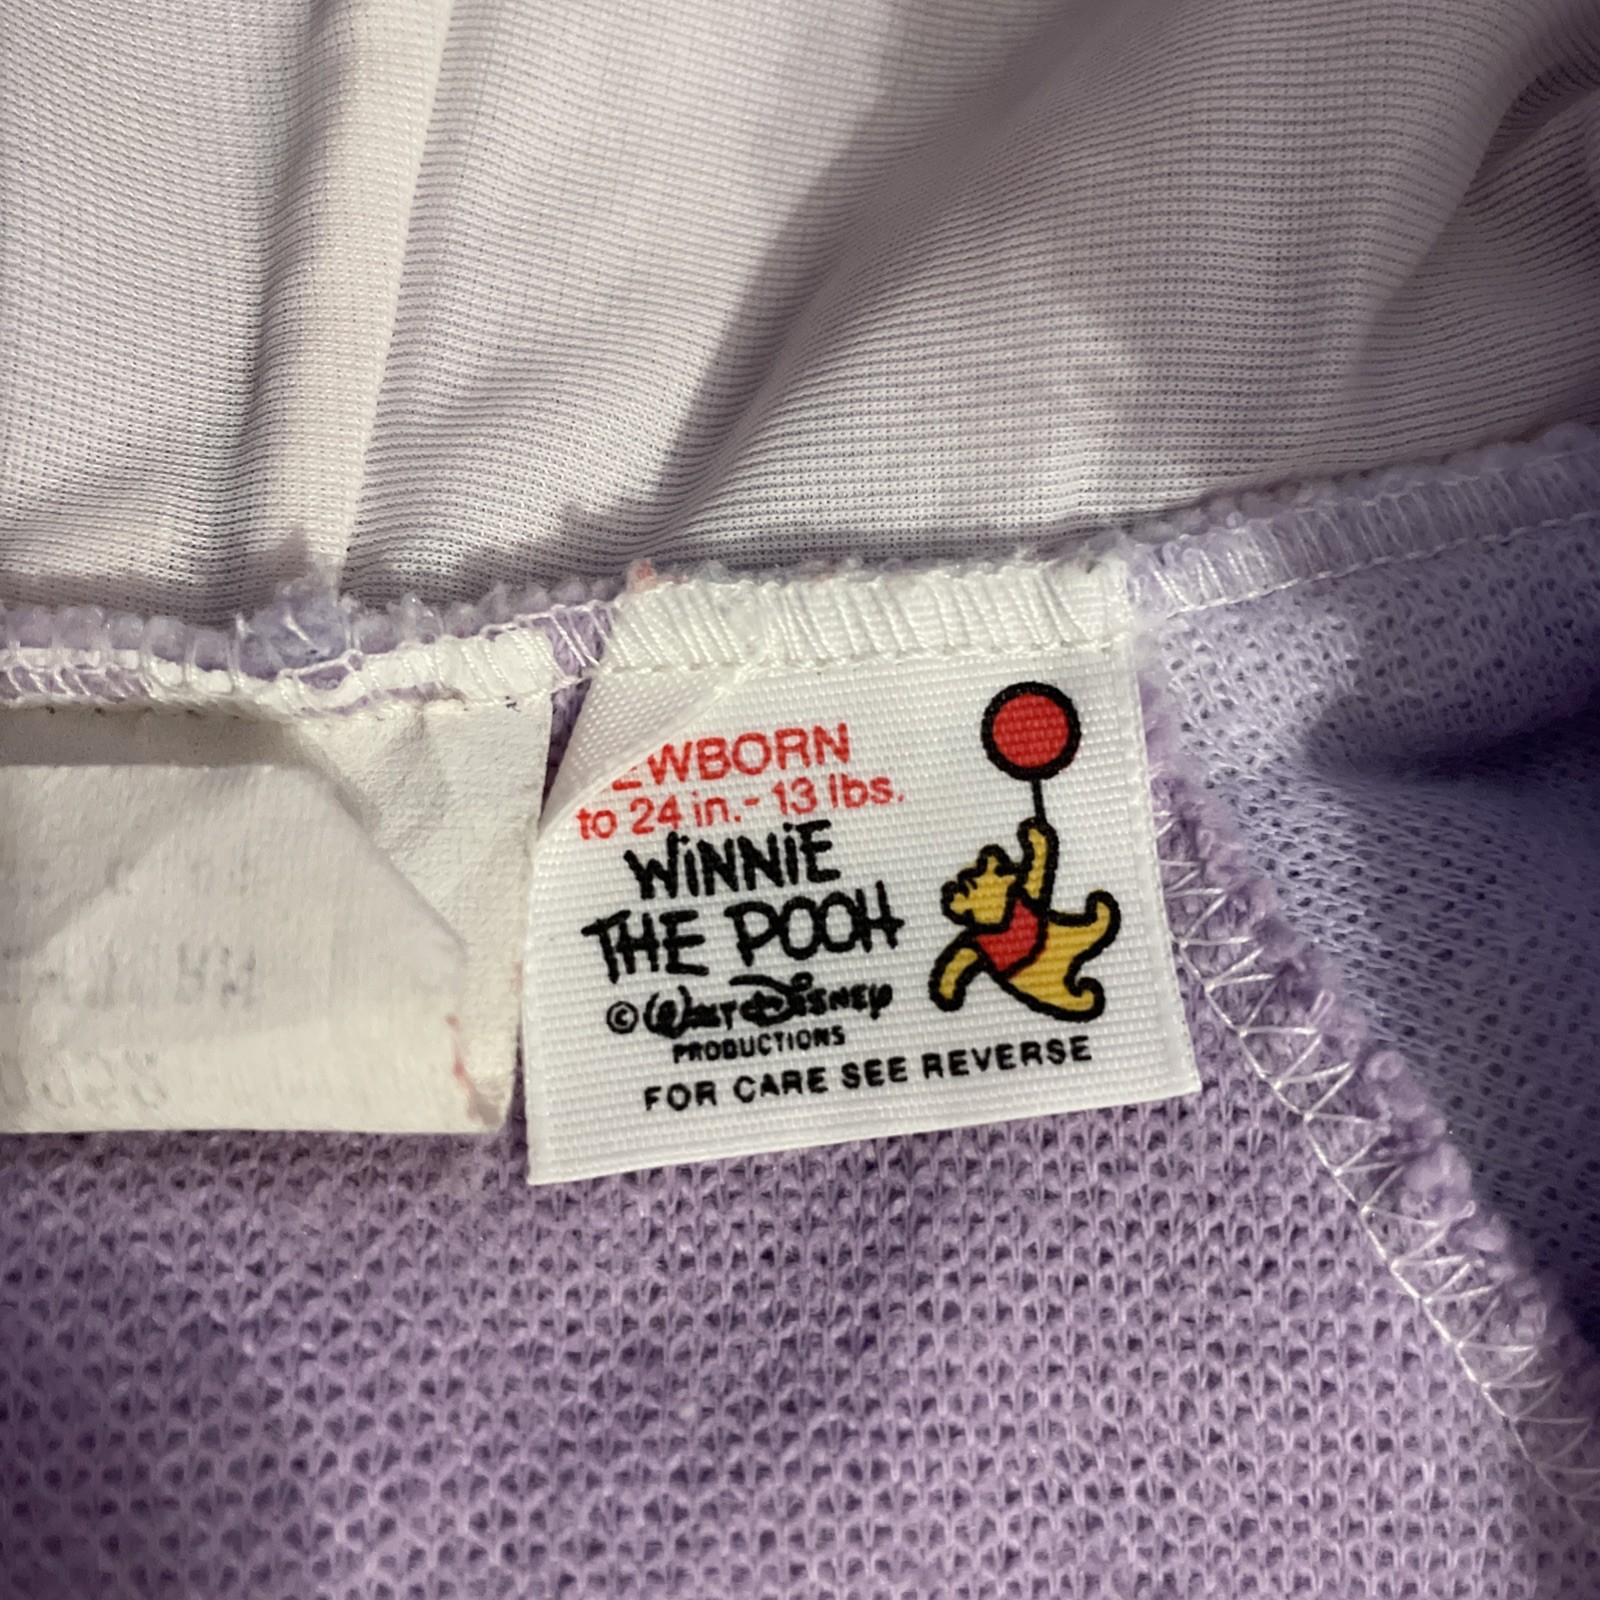 EWBORN
to 24 in. - 13 lbs.
WiNNiE
THE POOH
© WALT DISNEY
PRODUCTIONS
FOR CARE SEE REVERSE